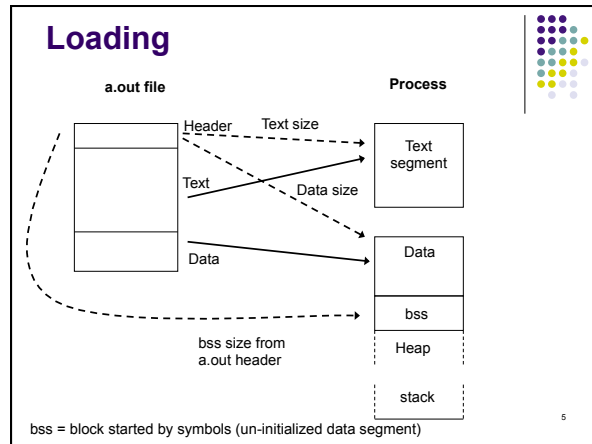 Loading
a.out file
Process
Header
Text size
Text
segment
Text
Data size
Data
Data
bss
bss size from
a.out header
Heap
stack
5
bss = block started by symbols (un-initialized data segment)